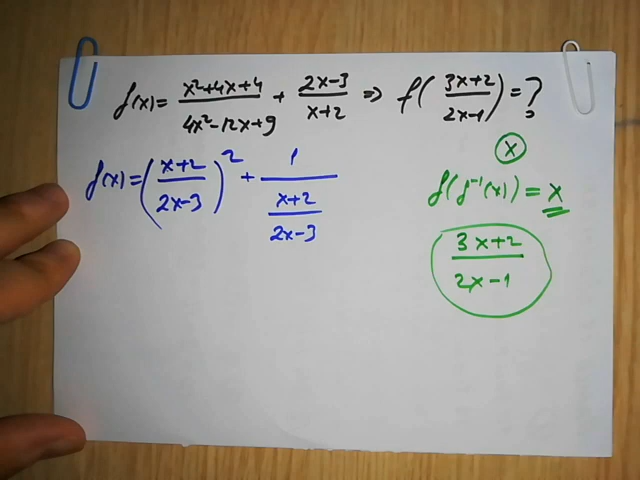 f(x) = (x²+4x+4)/(4x²-12x+9) + (2x-3)/(x+2) ⇒ f((3x+2)/(2x-1)) = ?
f(x) = ((x+2)/(2x-3))² + 1/((x+2)/(2x-3))
x
f(f⁻¹(x)) = x
(3x+2)/(2x-1)